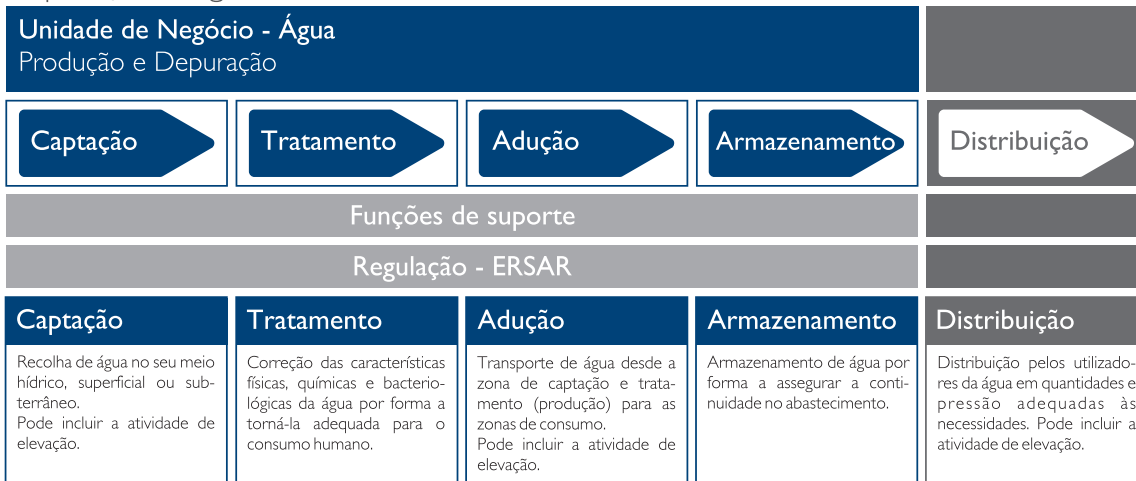 Unidade de Negócio - Água
Produção e Depuração
Captação
Tratamento
Adução
Armazenamento
Distribuição
Funções de suporte
Regulação - ERSAR
Captação
Recolha de água no seu meio
hídrico, superficial ou sub-
terrâneo.
Pode incluir a atividade de
elevação.
Tratamento
Correção das características
físicas, químicas e bacterio-
lógicas da água por forma a
torná-la adequada para o
consumo humano.
Adução
Transporte de água desde a
zona de captação e trata-
mento (produção) para as
zonas de consumo.
Pode incluir a atividade de
elevação.
Armazenamento
Armazenamento de água por
forma a assegurar a conti-
nuidade no abastecimento.
Distribuição
Distribuição pelos utilizado-
res da água em quantidades e
pressão adequadas às
necessidades. Pode incluir a
atividade de elevação.